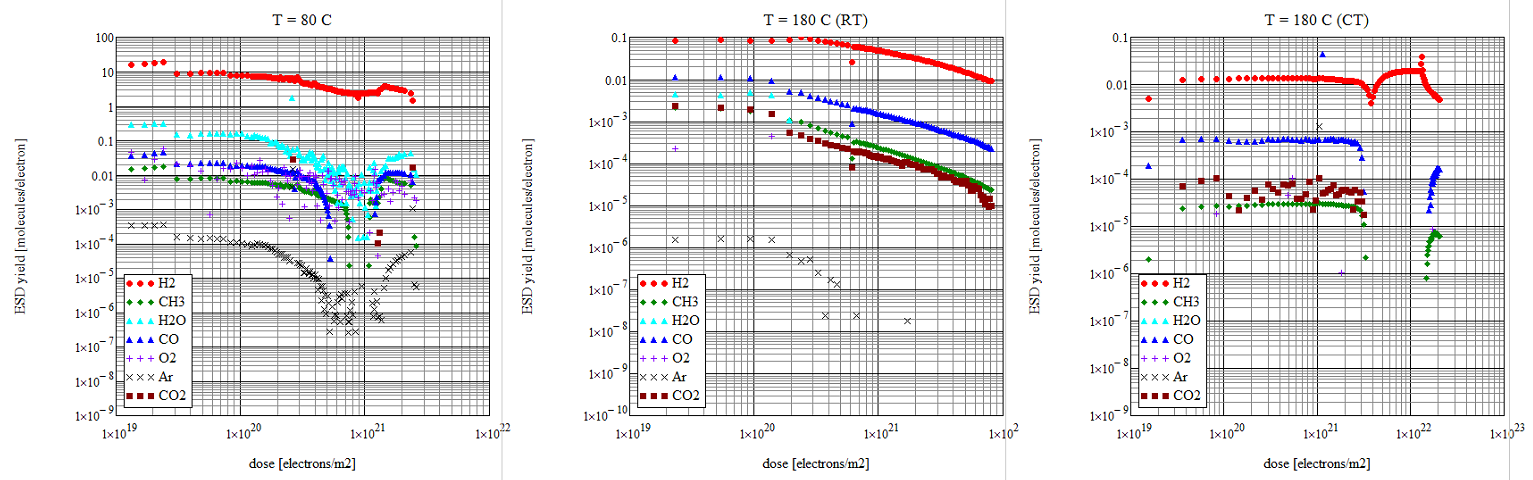 T = 80 C
ESD yield [molecules/electron]
100
10
1
0.1
0.01
1×10⁻³
1×10⁻⁴
1×10⁻⁵
1×10⁻⁶
1×10⁻⁷
1×10⁻⁸
1×10⁻⁹
H2
CH3
H2O
CO
O2
Ar
CO2
1×10¹⁹ 1×10²⁰ 1×10²¹ 1×10²²
dose [electrons/m2]
T = 180 C (RT)
ESD yield [molecules/electron]
0.1
0.01
1×10⁻³
1×10⁻⁴
1×10⁻⁵
1×10⁻⁶
1×10⁻⁷
1×10⁻⁸
1×10⁻⁹
1×10⁻¹⁰
H2
CH3
H2O
CO
O2
Ar
CO2
1×10¹⁹ 1×10²⁰ 1×10²¹ 1×10²
dose [electrons/m2]
T = 180 C (CT)
ESD yield [molecules/electron]
0.1
0.01
1×10⁻³
1×10⁻⁴
1×10⁻⁵
1×10⁻⁶
1×10⁻⁷
1×10⁻⁸
1×10⁻⁹
H2
CH3
H2O
CO
O2
Ar
CO2
1×10¹⁹ 1×10²⁰ 1×10²¹ 1×10²² 1×10²³
dose [electrons/m2]